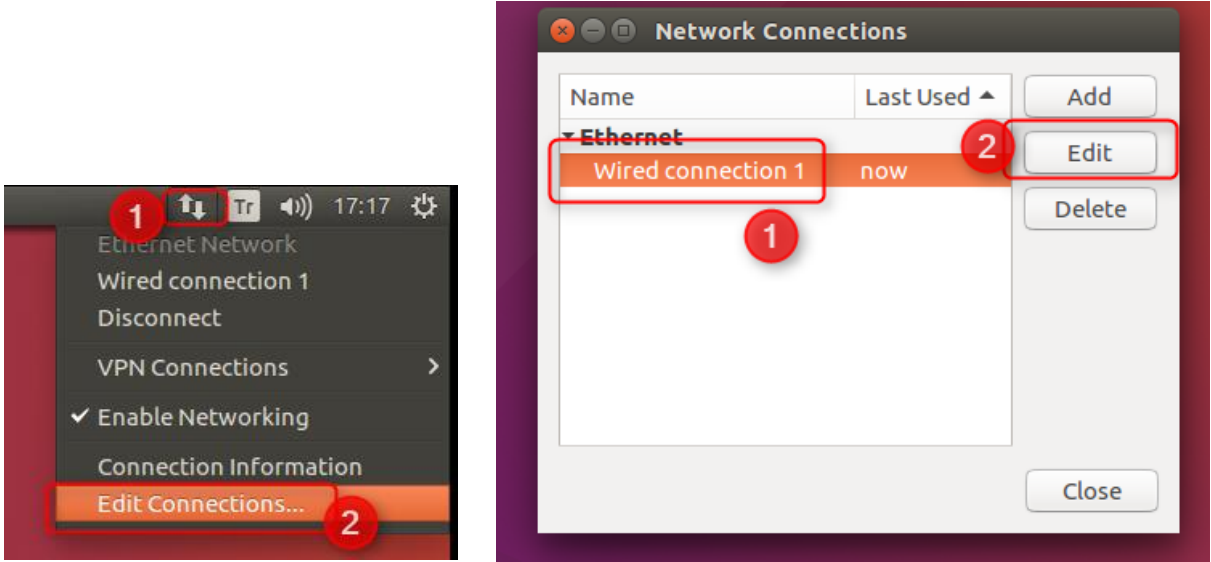 1
Tr 17:17
Ethernet Network
Wired connection 1
Disconnect
VPN Connections
Enable Networking
Connection Information
Edit Connections...
2
Network Connections
Name Last Used
Ethernet
Wired connection 1 now
1
Add
2
Edit
Delete
Close